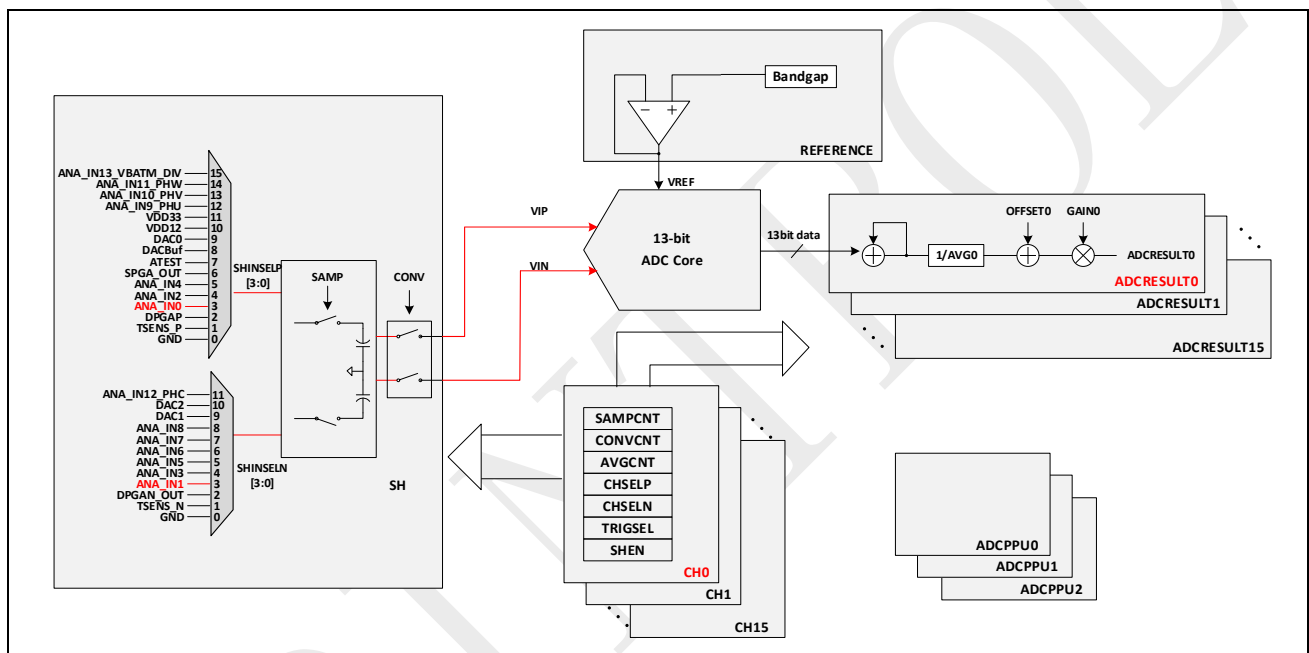 Bandgap
−
+
REFERENCE
VREF
ANA_IN13_VBATM_DIV 15
ANA_IN11_PHW 14
ANA_IN10_PHV 13
ANA_IN9_PHU 12
VDD33 11
VDD12 10
DAC0 9
DACBuf 8
ATEST 7
SPGA_OUT 6
ANA_IN4 5
ANA_IN2 4
ANA_IN0 3
DPGAP 2
TSENS_P 1
GND 0
SHINSELP
[3:0]
SAMP
CONV
VIP
VIN
13-bit
ADC Core
13bit data
OFFSET0
GAIN0
1/AVG0
ADCRESULT0
ADCRESULT0
ADCRESULT1
ADCRESULT15
ANA_IN12_PHC 11
DAC2 10
DAC1 9
ANA_IN8 8
ANA_IN7 7
ANA_IN6 6
ANA_IN5 5
ANA_IN3 4
ANA_IN1 3
DPGAN_OUT 2
TSENS_N 1
GND 0
SHINSELN
[3:0]
SH
SAMPCNT
CONVCNT
AVGCNT
CHSELP
CHSELN
TRIGSEL
SHEN
CH0
CH1
CH15
ADCPPU0
ADCPPU1
ADCPPU2